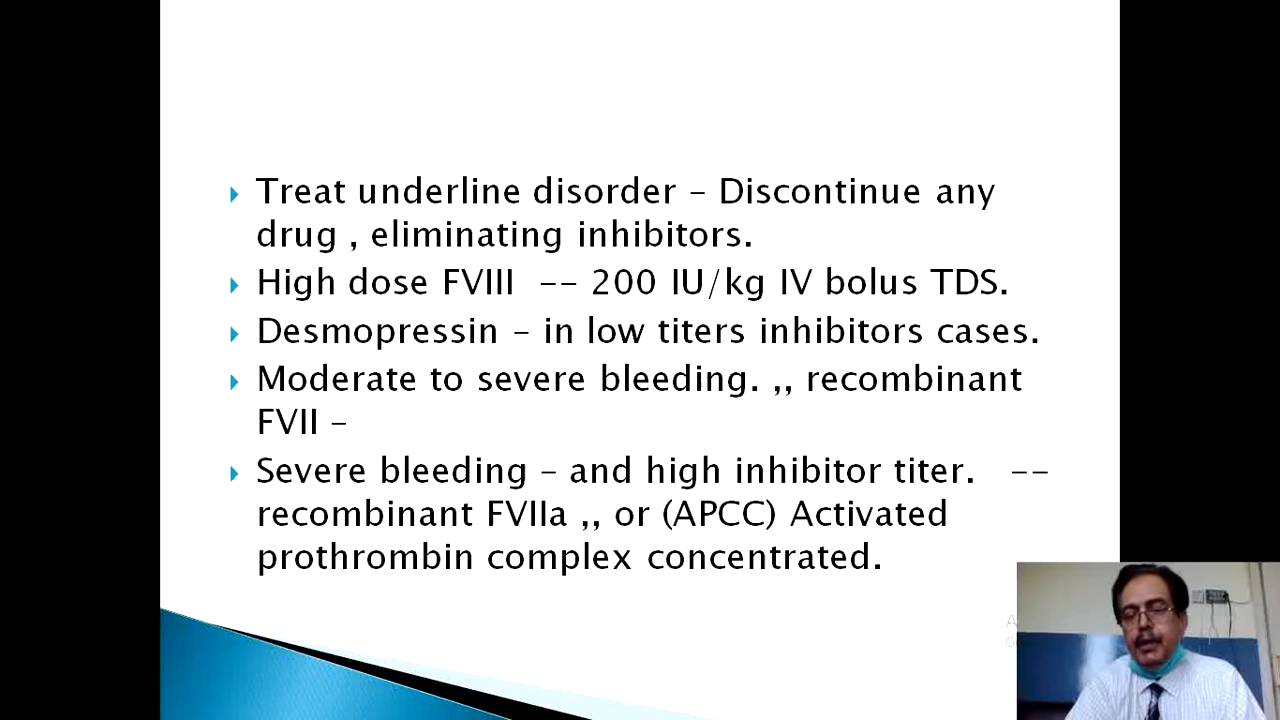 Treat underline disorder – Discontinue any
drug , eliminating inhibitors.
High dose FVIII -- 200 IU/kg IV bolus TDS.
Desmopressin – in low titers inhibitors cases.
Moderate to severe bleeding. ,, recombinant
FVII –
Severe bleeding – and high inhibitor titer. --
recombinant FVIIa ,, or (APCC) Activated
prothrombin complex concentrated.